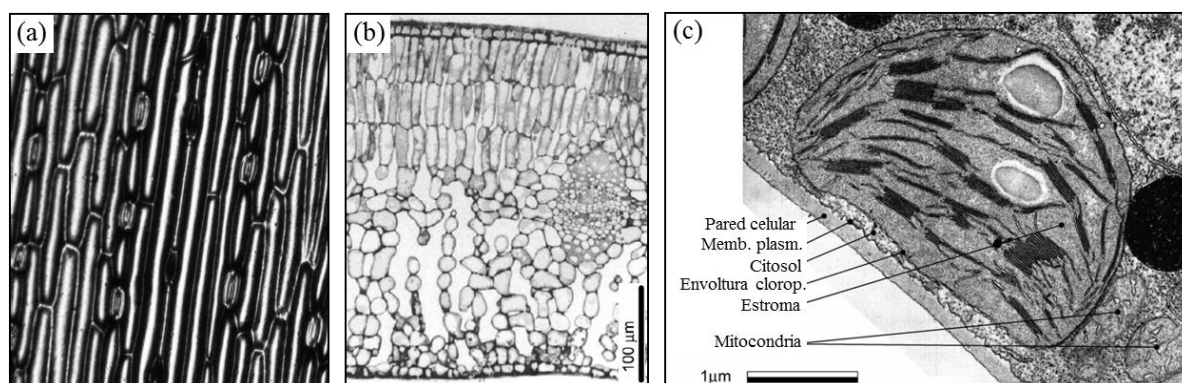 (a)
(b)
(c)
100 µm
Pared celular
Memb. plasm.
Citosol
Envoltura clorop.
Estroma
Mitocondria
1µm